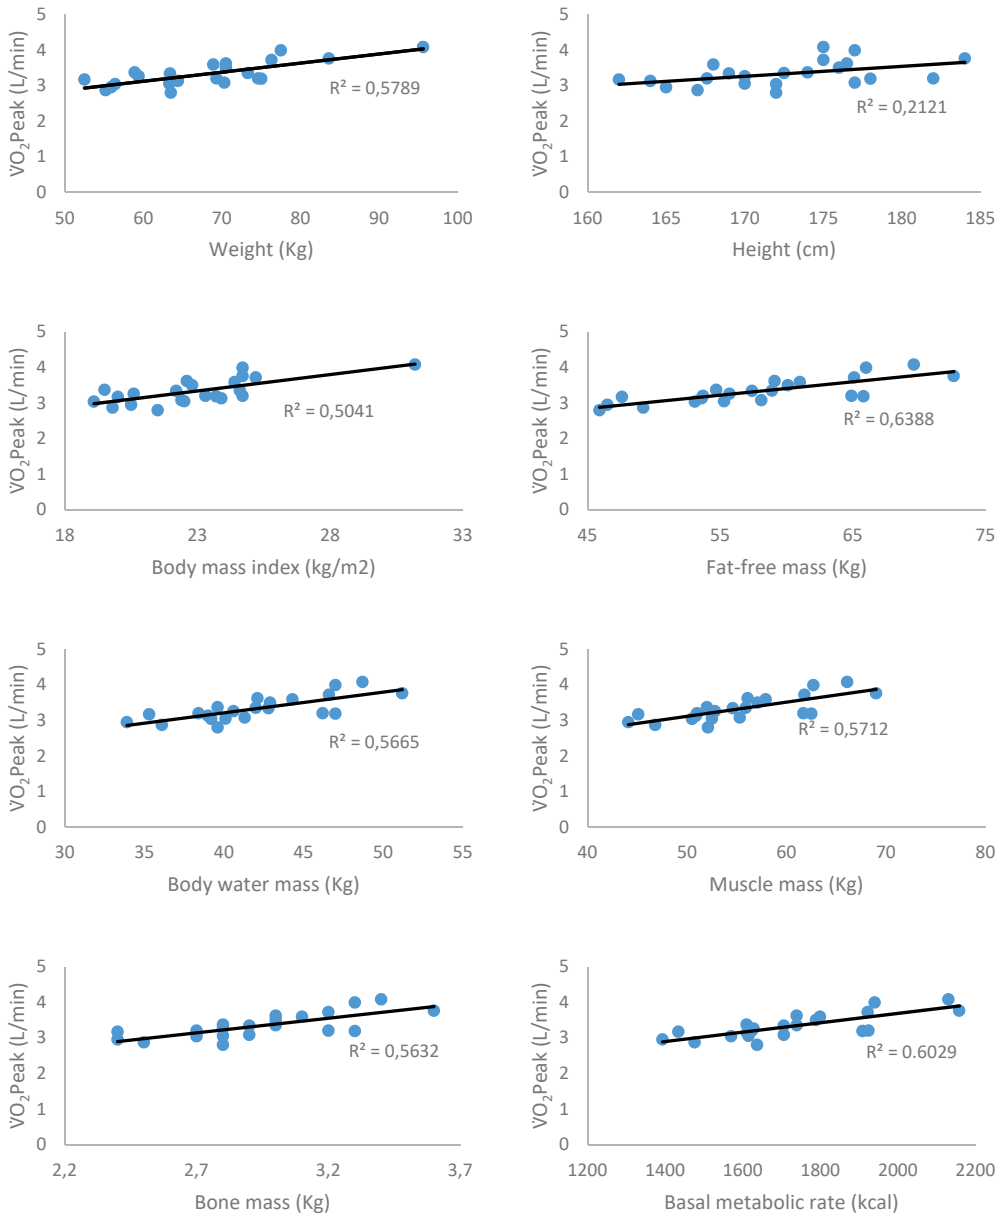 5
4
3
2
1
0
V̇O₂Peak (L/min)
R² = 0,5789
50 60 70 80 90 100
Weight (Kg)
5
4
3
2
1
0
V̇O₂Peak (L/min)
R² = 0,2121
160 165 170 175 180 185
Height (cm)
5
4
3
2
1
0
V̇O₂Peak (L/min)
R² = 0,5041
18 23 28 33
Body mass index (kg/m2)
5
4
3
2
1
0
V̇O₂Peak (L/min)
R² = 0,6388
45 55 65 75
Fat-free mass (Kg)
5
4
3
2
1
0
V̇O₂Peak (L/min)
R² = 0,5665
30 35 40 45 50 55
Body water mass (Kg)
5
4
3
2
1
0
V̇O₂Peak (L/min)
R² = 0,5712
40 50 60 70 80
Muscle mass (Kg)
5
4
3
2
1
0
V̇O₂Peak (L/min)
R² = 0,5632
2,2 2,7 3,2 3,7
Bone mass (Kg)
5
4
3
2
1
0
V̇O₂Peak (L/min)
R² = 0.6029
1200 1400 1600 1800 2000 2200
Basal metabolic rate (kcal)